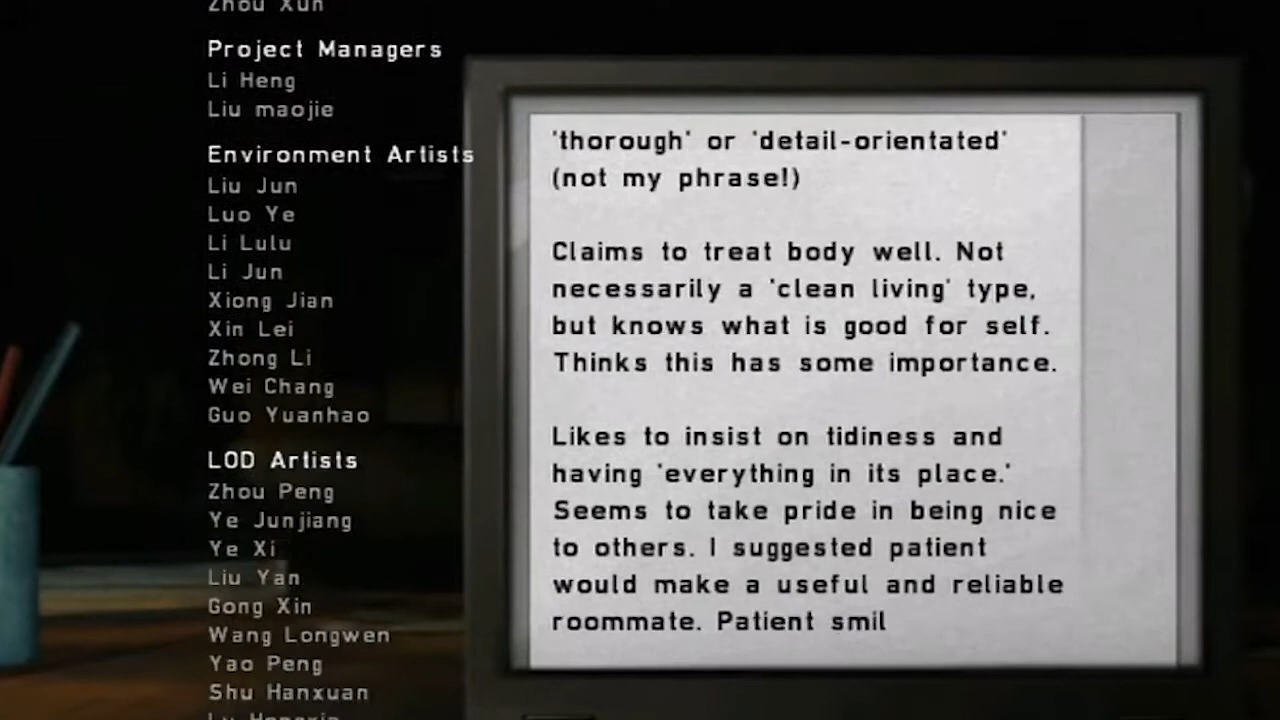 Zhou Xun
Project Managers
Li Heng
Liu maojie
Environment Artists
Liu Jun
Luo Ye
Li Lulu
Li Jun
Xiong Jian
Xin Lei
Zhong Li
Wei Chang
Guo Yuanhao
LOD Artists
Zhou Peng
Ye Junjiang
Ye Xi
Liu Yan
Gong Xin
Wang Longwen
Yao Peng
Shu Hanxuan
'thorough' or 'detail-orientated'
(not my phrase!)
Claims to treat body well. Not
necessarily a 'clean living' type,
but knows what is good for self.
Thinks this has some importance.
Likes to insist on tidiness and
having 'everything in its place.'
Seems to take pride in being nice
to others. I suggested patient
would make a useful and reliable
roommate. Patient smil